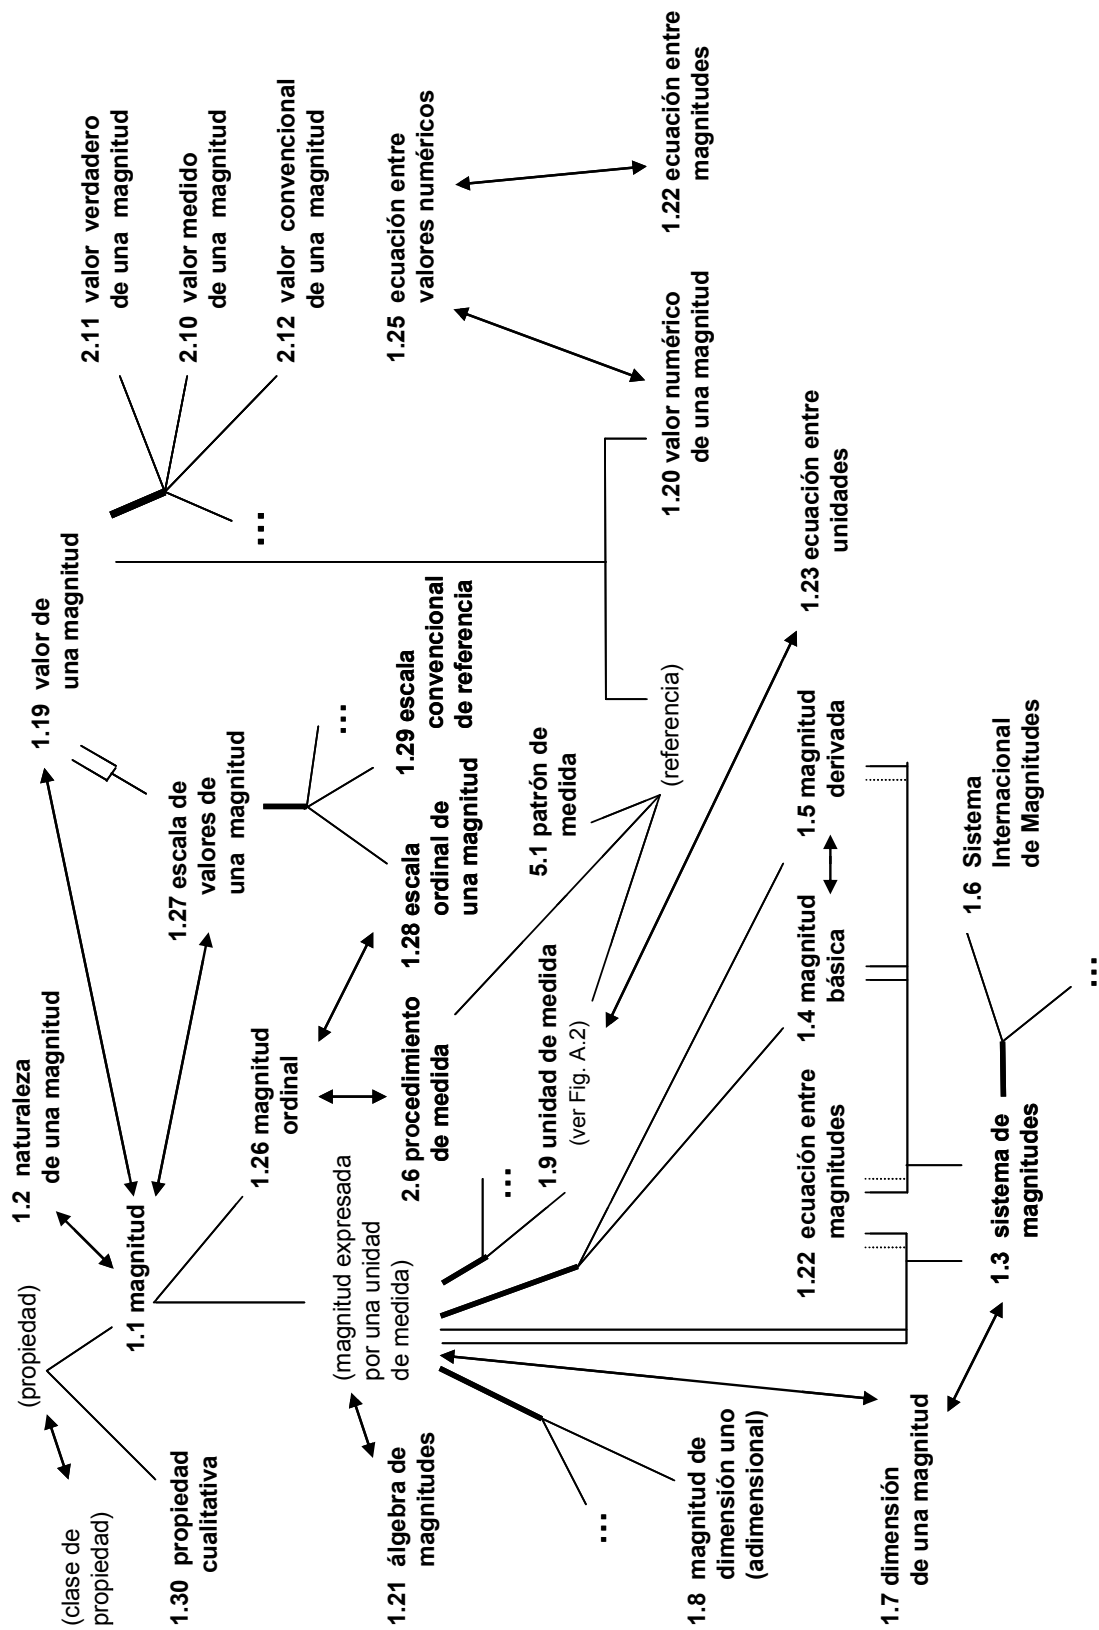 (clase de
propiedad)
(propiedad)
1.2 naturaleza
de una magnitud
1.19 valor de
una magnitud
2.11 valor verdadero
de una magnitud
1.30 propiedad
cualitativa
1.1 magnitud
1.27 escala de
valores de
una magnitud
2.10 valor medido
de una magnitud
...
2.12 valor convencional
de una magnitud
1.26 magnitud
ordinal
...
1.21 álgebra de
magnitudes
(magnitud expresada
por una unidad
de medida)
2.6 procedimiento
de medida
1.28 escala
ordinal de
una magnitud
1.29 escala
convencional
de referencia
1.25 ecuación entre
valores numéricos
...
1.9 unidad de medida
(ver Fig. A.2)
5.1 patrón de
medida
...
1.8 magnitud de
dimensión uno
(adimensional)
(referencia)
1.20 valor numérico
de una magnitud
1.22 ecuación entre
magnitudes
1.22 ecuación entre
magnitudes
1.4 magnitud
básica
1.5 magnitud
derivada
1.23 ecuación entre
unidades
1.7 dimensión
de una magnitud
1.3 sistema de
magnitudes
1.6 Sistema
Internacional
de Magnitudes
...